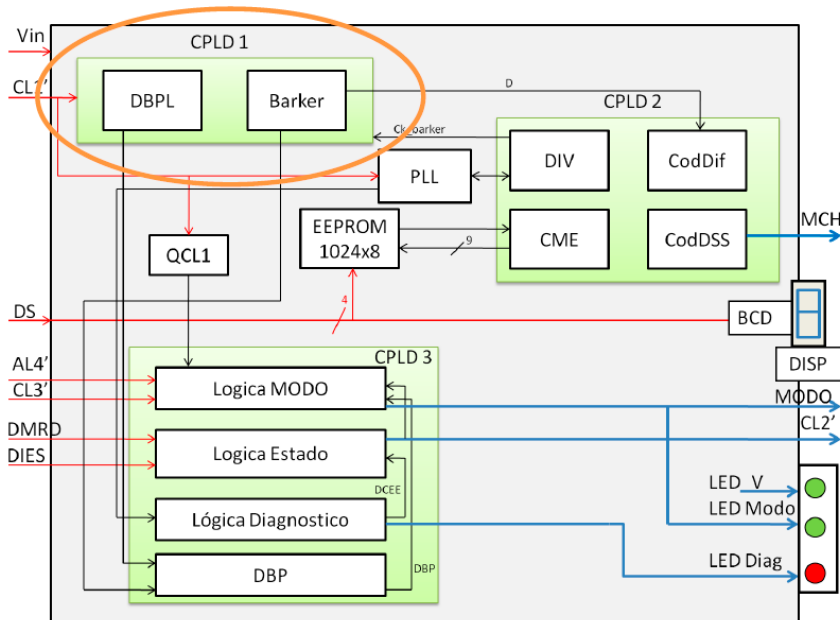 Vin
CPLD 1
CL1'
DBPL
Barker
D
CPLD 2
Ck_barker
DIV
CodDif
PLL
MCH
EEPROM
1024x8
9
CME
CodDSS
QCL1
4
DS
BCD
DISP
CPLD 3
AL4'
Logica MODO
MODO
CL3'
CL2'
DMRD
Logica Estado
DIES
LED_V
DCEE
LED Modo
Lógica Diagnostico
LED Diag
DBP
DBP